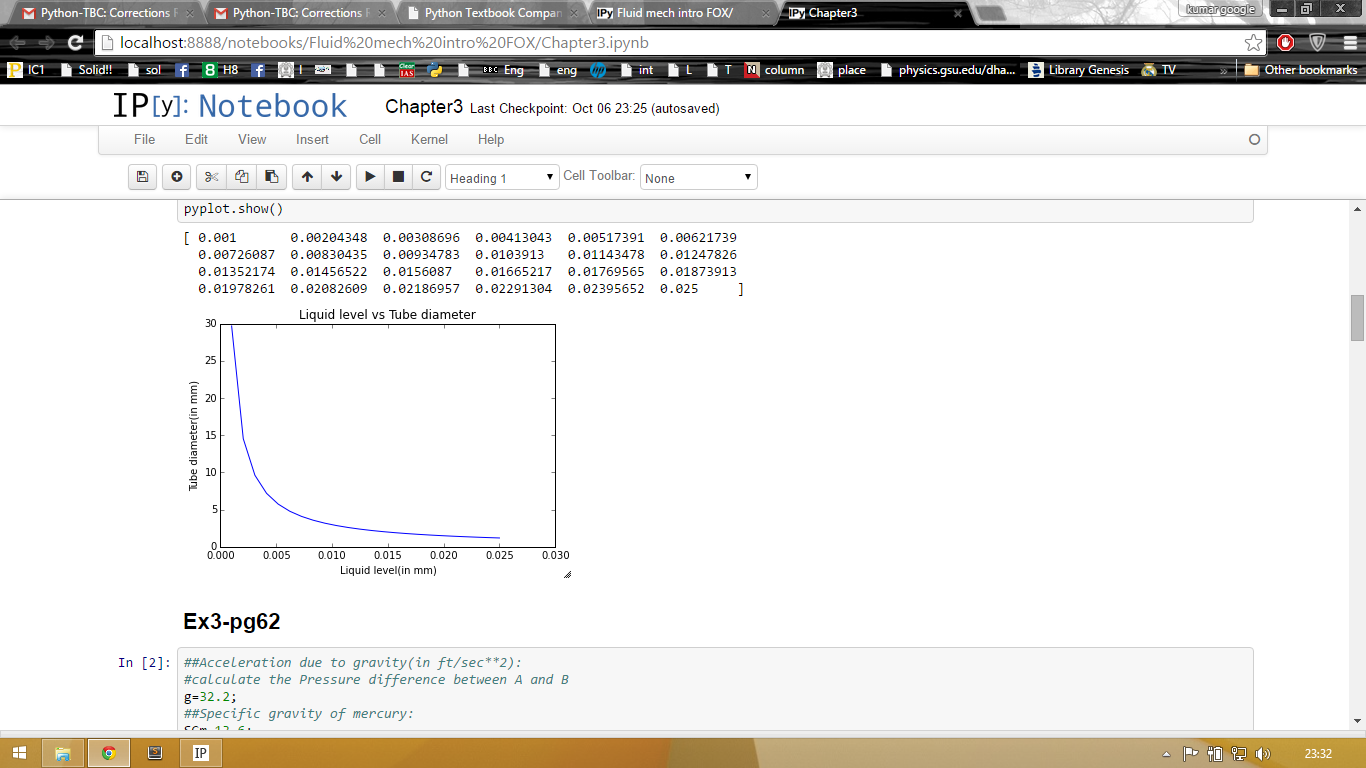 Python-TBC: Corrections F
Python-TBC: Corrections F
Python Textbook Compan
IPy Fluid mech intro FOX/
IPy Chapter3
kumar google
localhost:8888/notebooks/Fluid%20mech%20intro%20FOX/Chapter3.ipynb
IC1 Solid!! sol H8 I Clear IAS BBC Eng eng hp int L T N column place physics.gsu.edu/dha... Library Genesis TV » Other bookmarks
IP[y]: Notebook Chapter3 Last Checkpoint: Oct 06 23:25 (autosaved)
File Edit View Insert Cell Kernel Help
Heading 1 Cell Toolbar: None
pyplot.show()
[ 0.001 0.00204348 0.00308696 0.00413043 0.00517391 0.00621739
0.00726087 0.00830435 0.00934783 0.0103913 0.01143478 0.01247826
0.01352174 0.01456522 0.0156087 0.01665217 0.01769565 0.01873913
0.01978261 0.02082609 0.02186957 0.02291304 0.02395652 0.025 ]
Liquid level vs Tube diameter
30
25
20
15
10
5
0
Tube diameter(in mm)
0.000 0.005 0.010 0.015 0.020 0.025 0.030
Liquid level(in mm)
Ex3-pg62
In [2]:
##Acceleration due to gravity(in ft/sec**2):
#calculate the Pressure difference between A and B
g=32.2;
##Specific gravity of mercury:
SGm=13.6;
IP
23:32